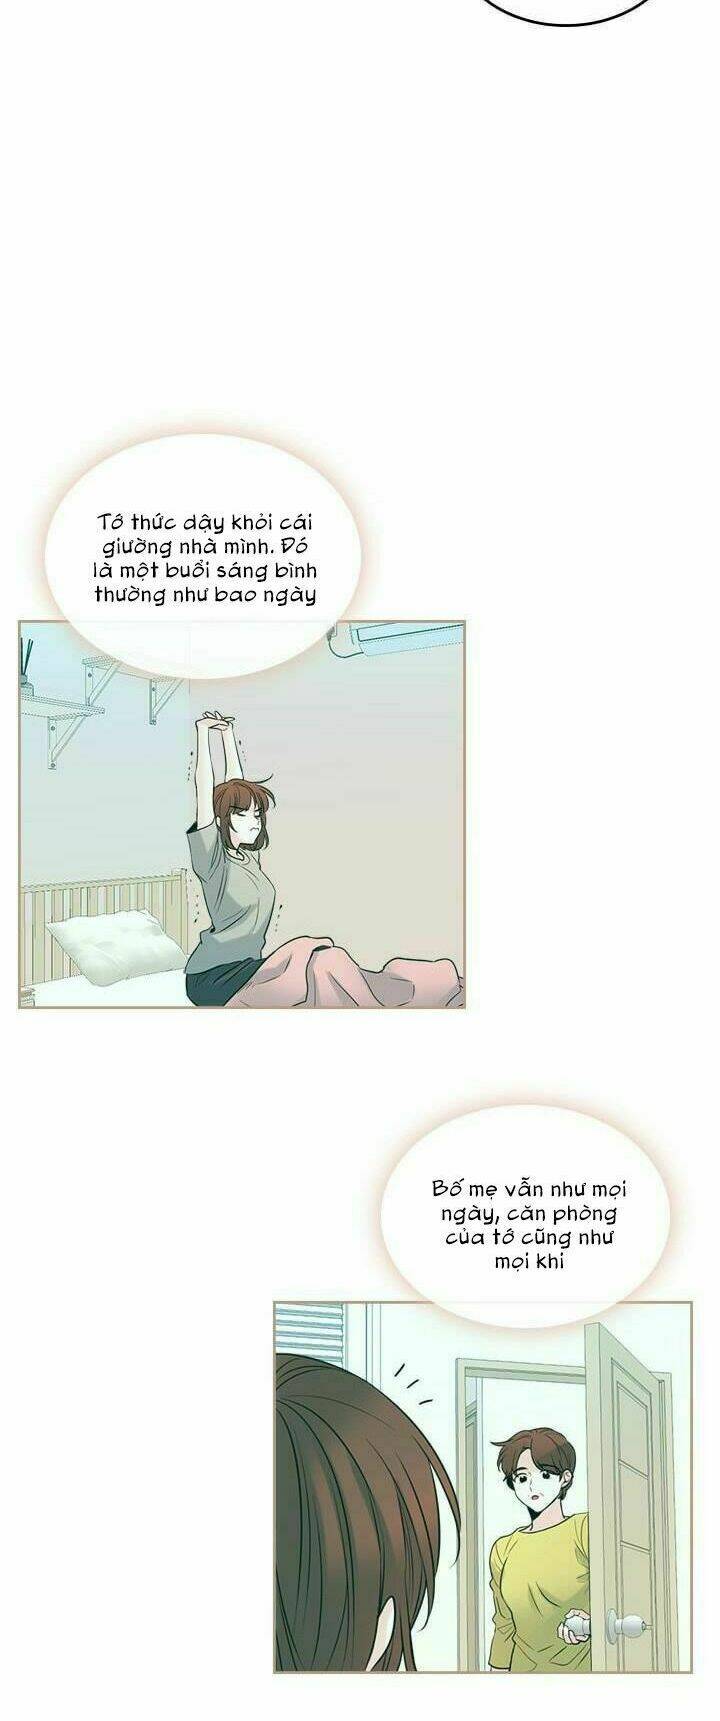 Tớ thức dậy khỏi cái
giường nhà mình. Đó
là một buổi sáng bình
thường như bao ngày
Bố mẹ vẫn như mọi
ngày, căn phòng
của tớ cũng như
mọi khi